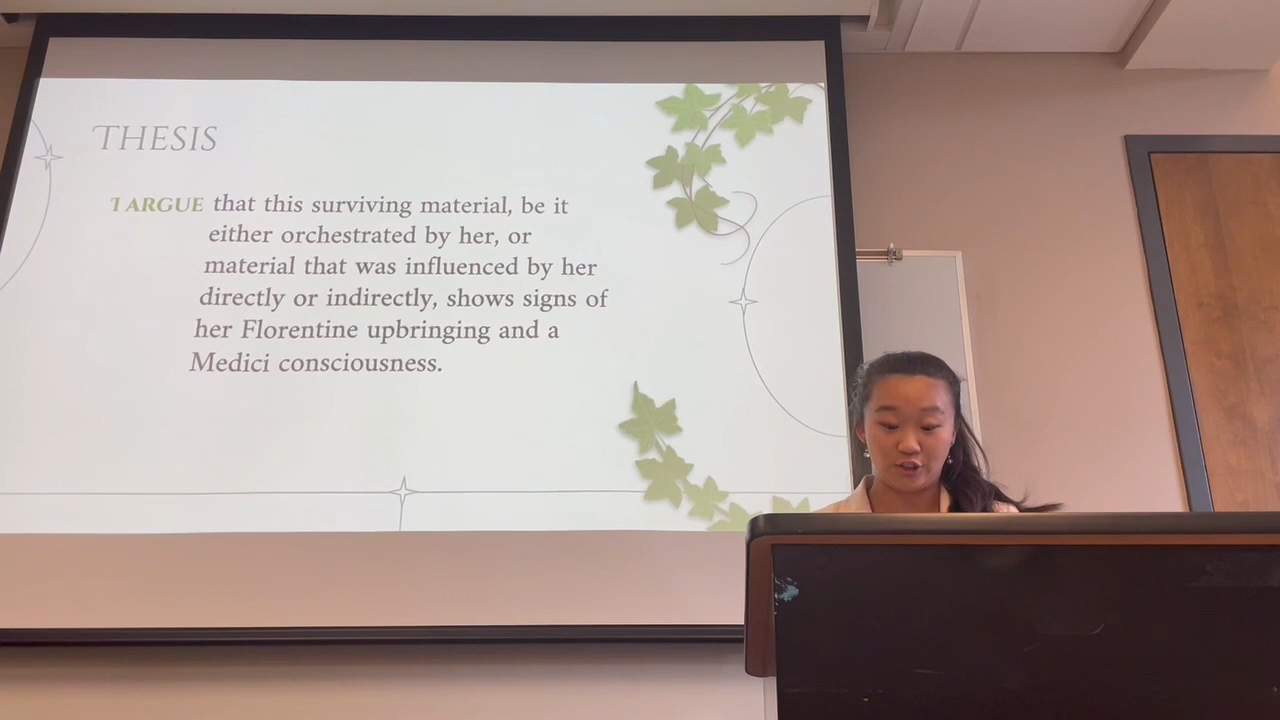 THESIS
I ARGUE that this surviving material, be it
either orchestrated by her, or
material that was influenced by her
directly or indirectly, shows signs of
her Florentine upbringing and a
Medici consciousness.